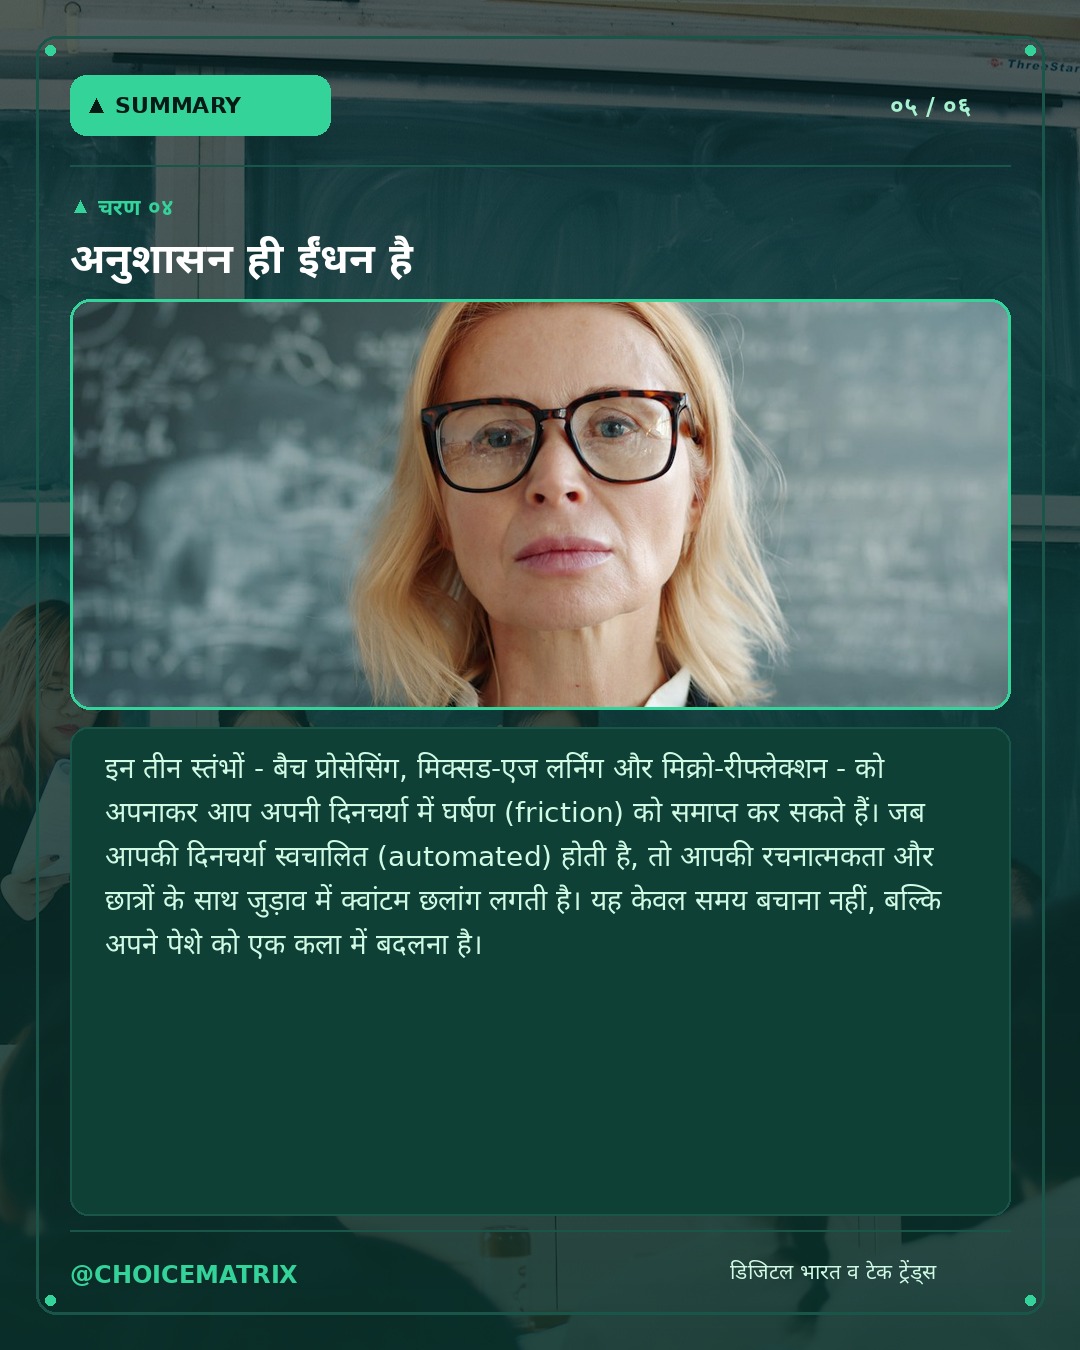 ThreeStar
▲ SUMMARY
०५ / ०६
▲ चरण ०४
अनुशासन ही ईंधन है
इन तीन स्तंभों - बैच प्रोसेसिंग, मिक्सड-एज लर्निंग और मिक्रो-रीफ्लेक्शन - को
अपनाकर आप अपनी दिनचर्या में घर्षण (friction) को समाप्त कर सकते हैं। जब
आपकी दिनचर्या स्वचालित (automated) होती है, तो आपकी रचनात्मकता और
छात्रों के साथ जुड़ाव में क्वांटम छलांग लगती है। यह केवल समय बचाना नहीं, बल्कि
अपने पेशे को एक कला में बदलना है।
@CHOICEMATRIX
डिजिटल भारत व टेक ट्रेंड्स